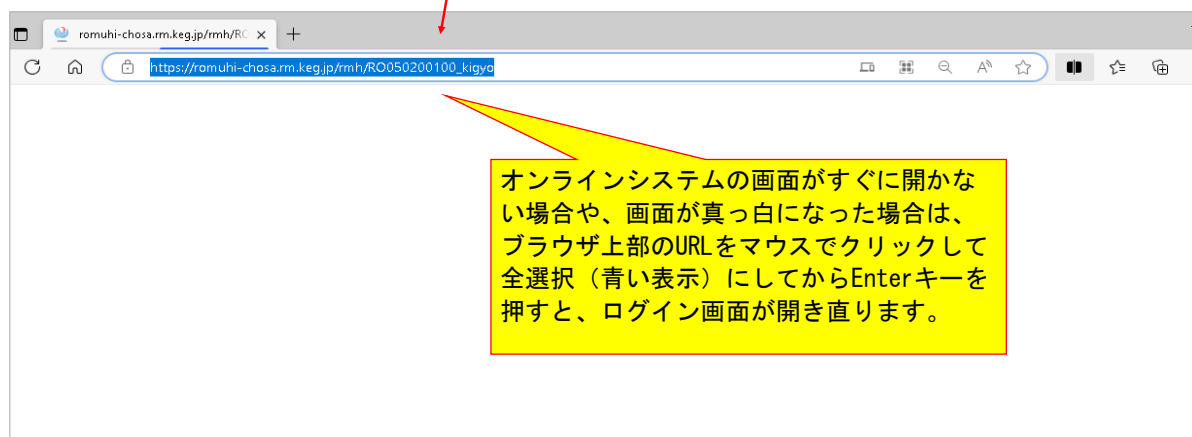 romuhi-chosa.rm.keg.jp/rmh/RO
https://romuhi-chosa.rm.keg.jp/rmh/RO050200100_kigyo
オンラインシステムの画面がすぐに開かな
い場合や、画面が真っ白になった場合は、
ブラウザ上部のURLをマウスでクリックして
全選択（青い表示）にしてからEnterキーを
押すと、ログイン画面が開き直ります。